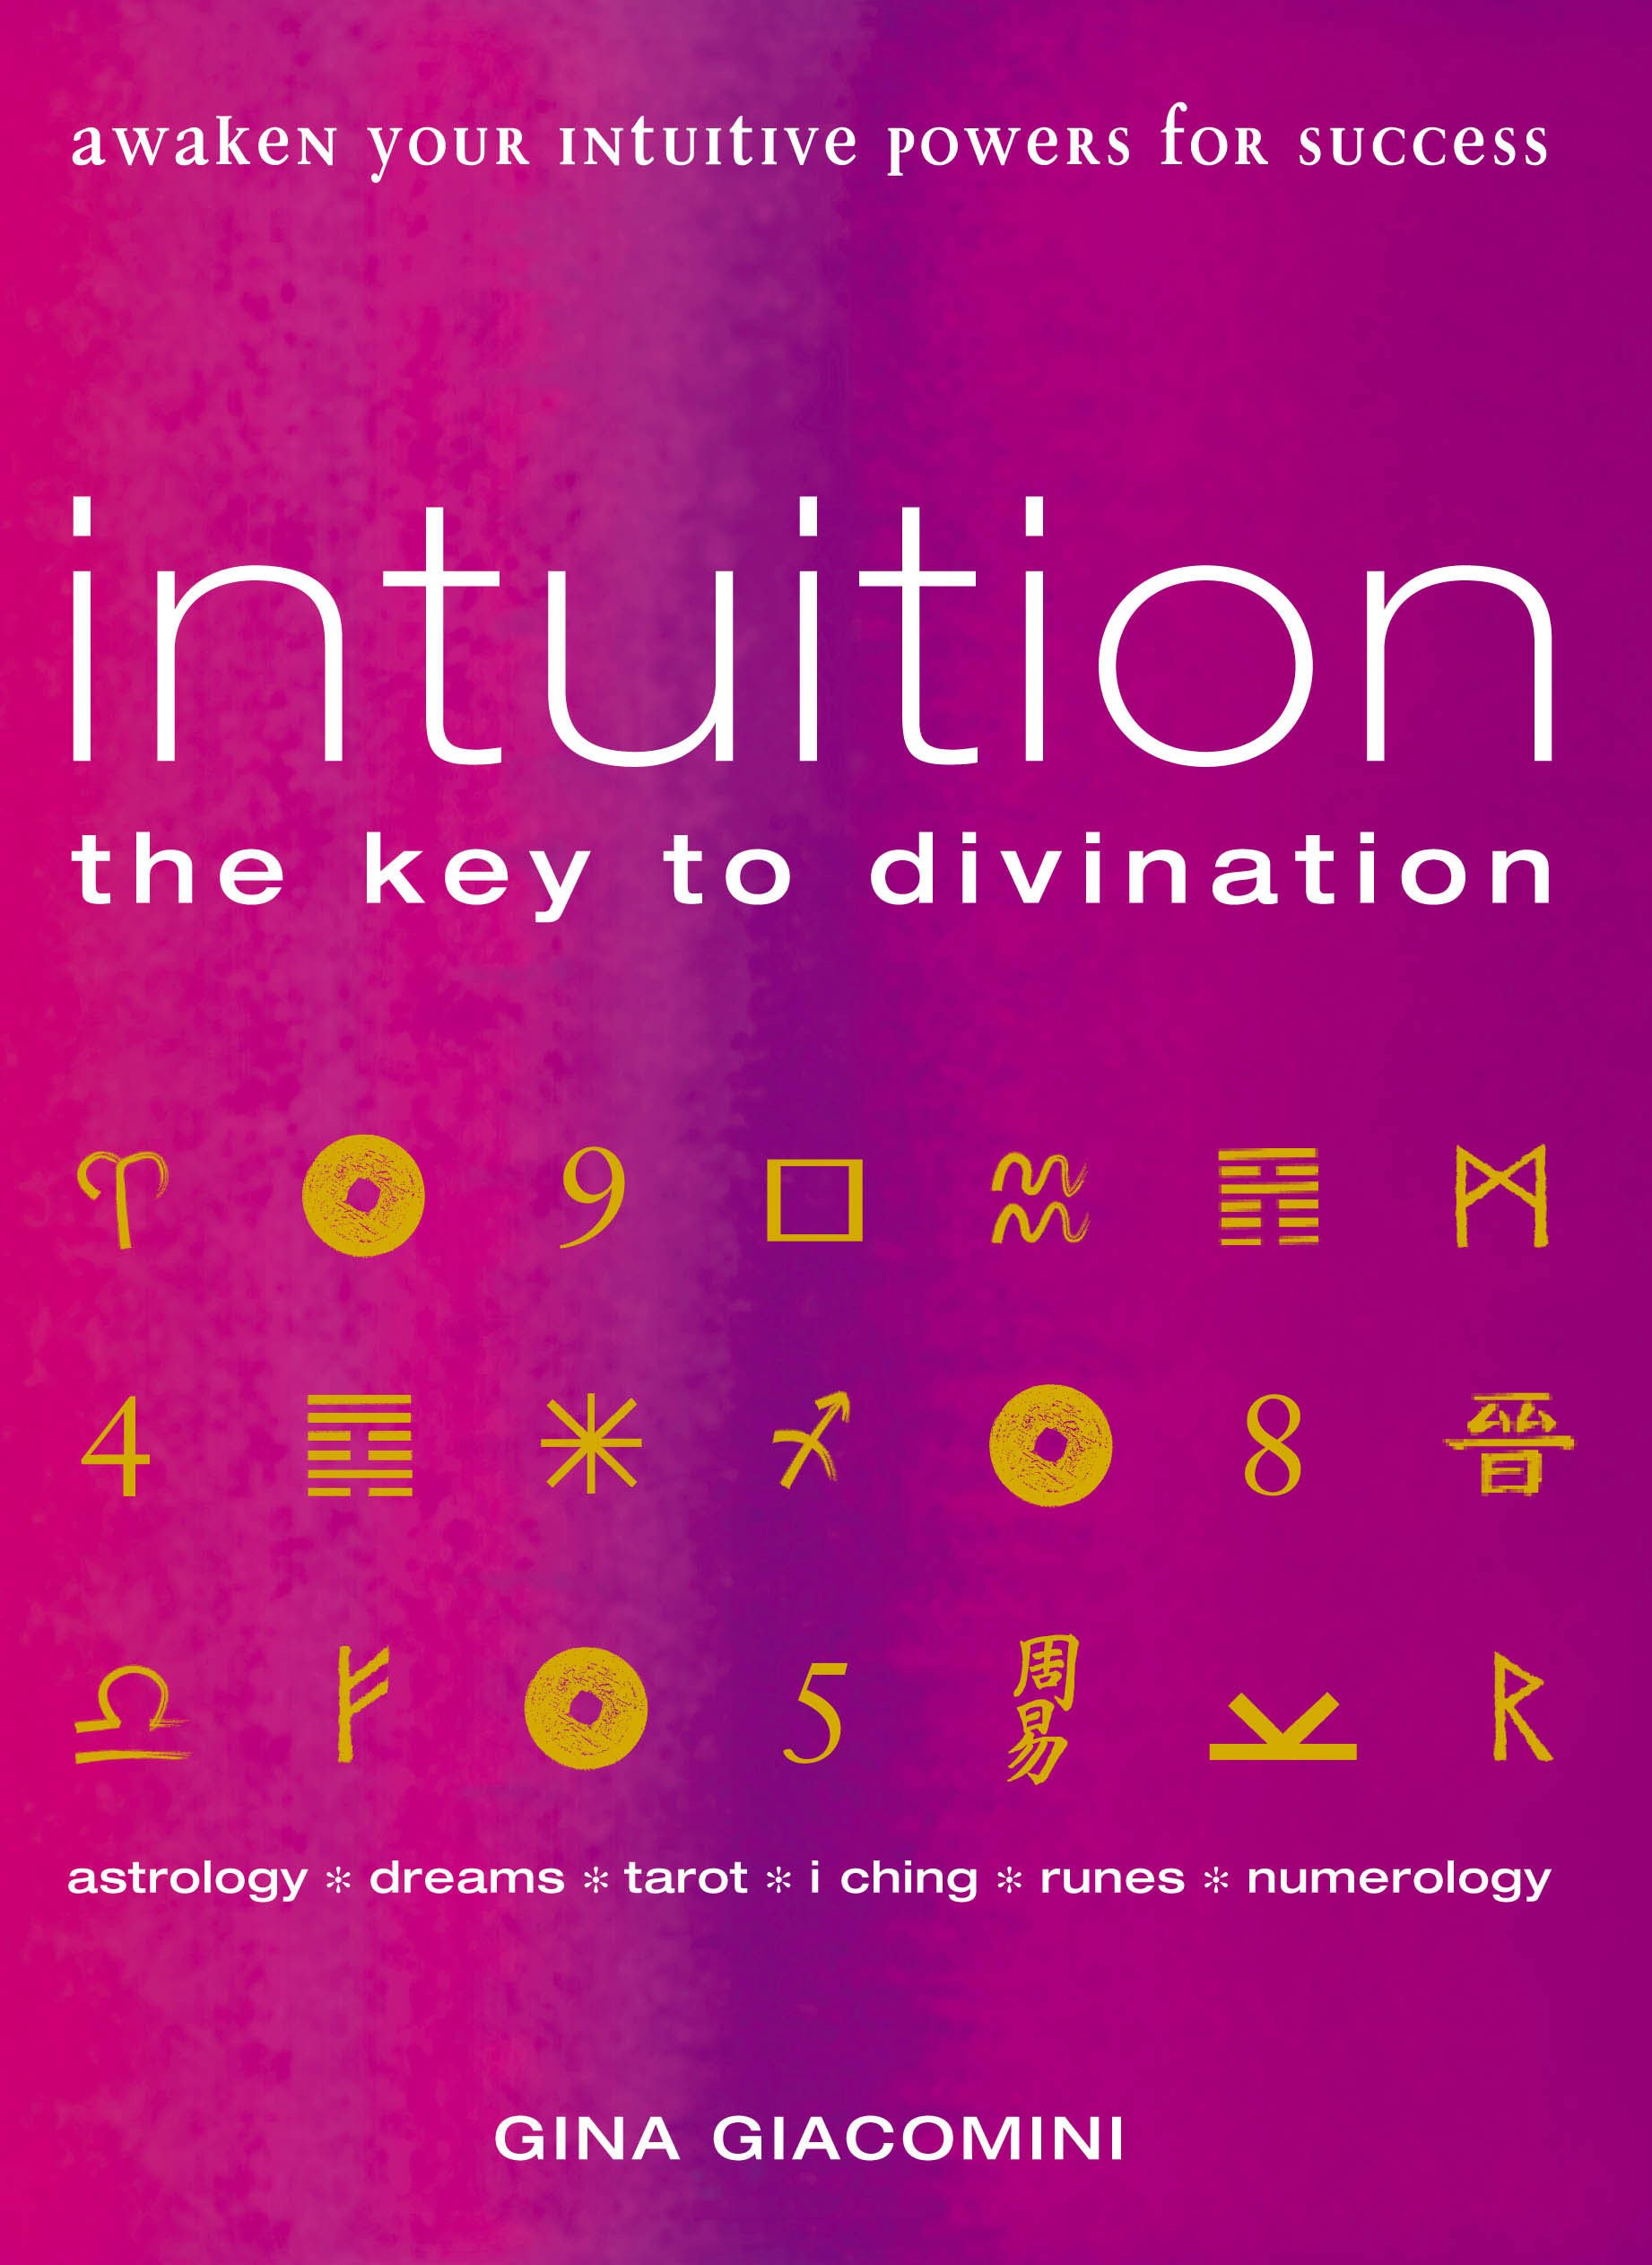 awaken your intuitive powers for success
intuition
the key to divination
♈ 9 □ ♒ ䷠ ᛗ
4 ䷴ ✳ ♐ 8 晉
♎ ᚠ 5 周易 ⚺ ᚱ
astrology ✻ dreams ✻ tarot ✻ i ching ✻ runes ✻ numerology
GINA GIACOMINI